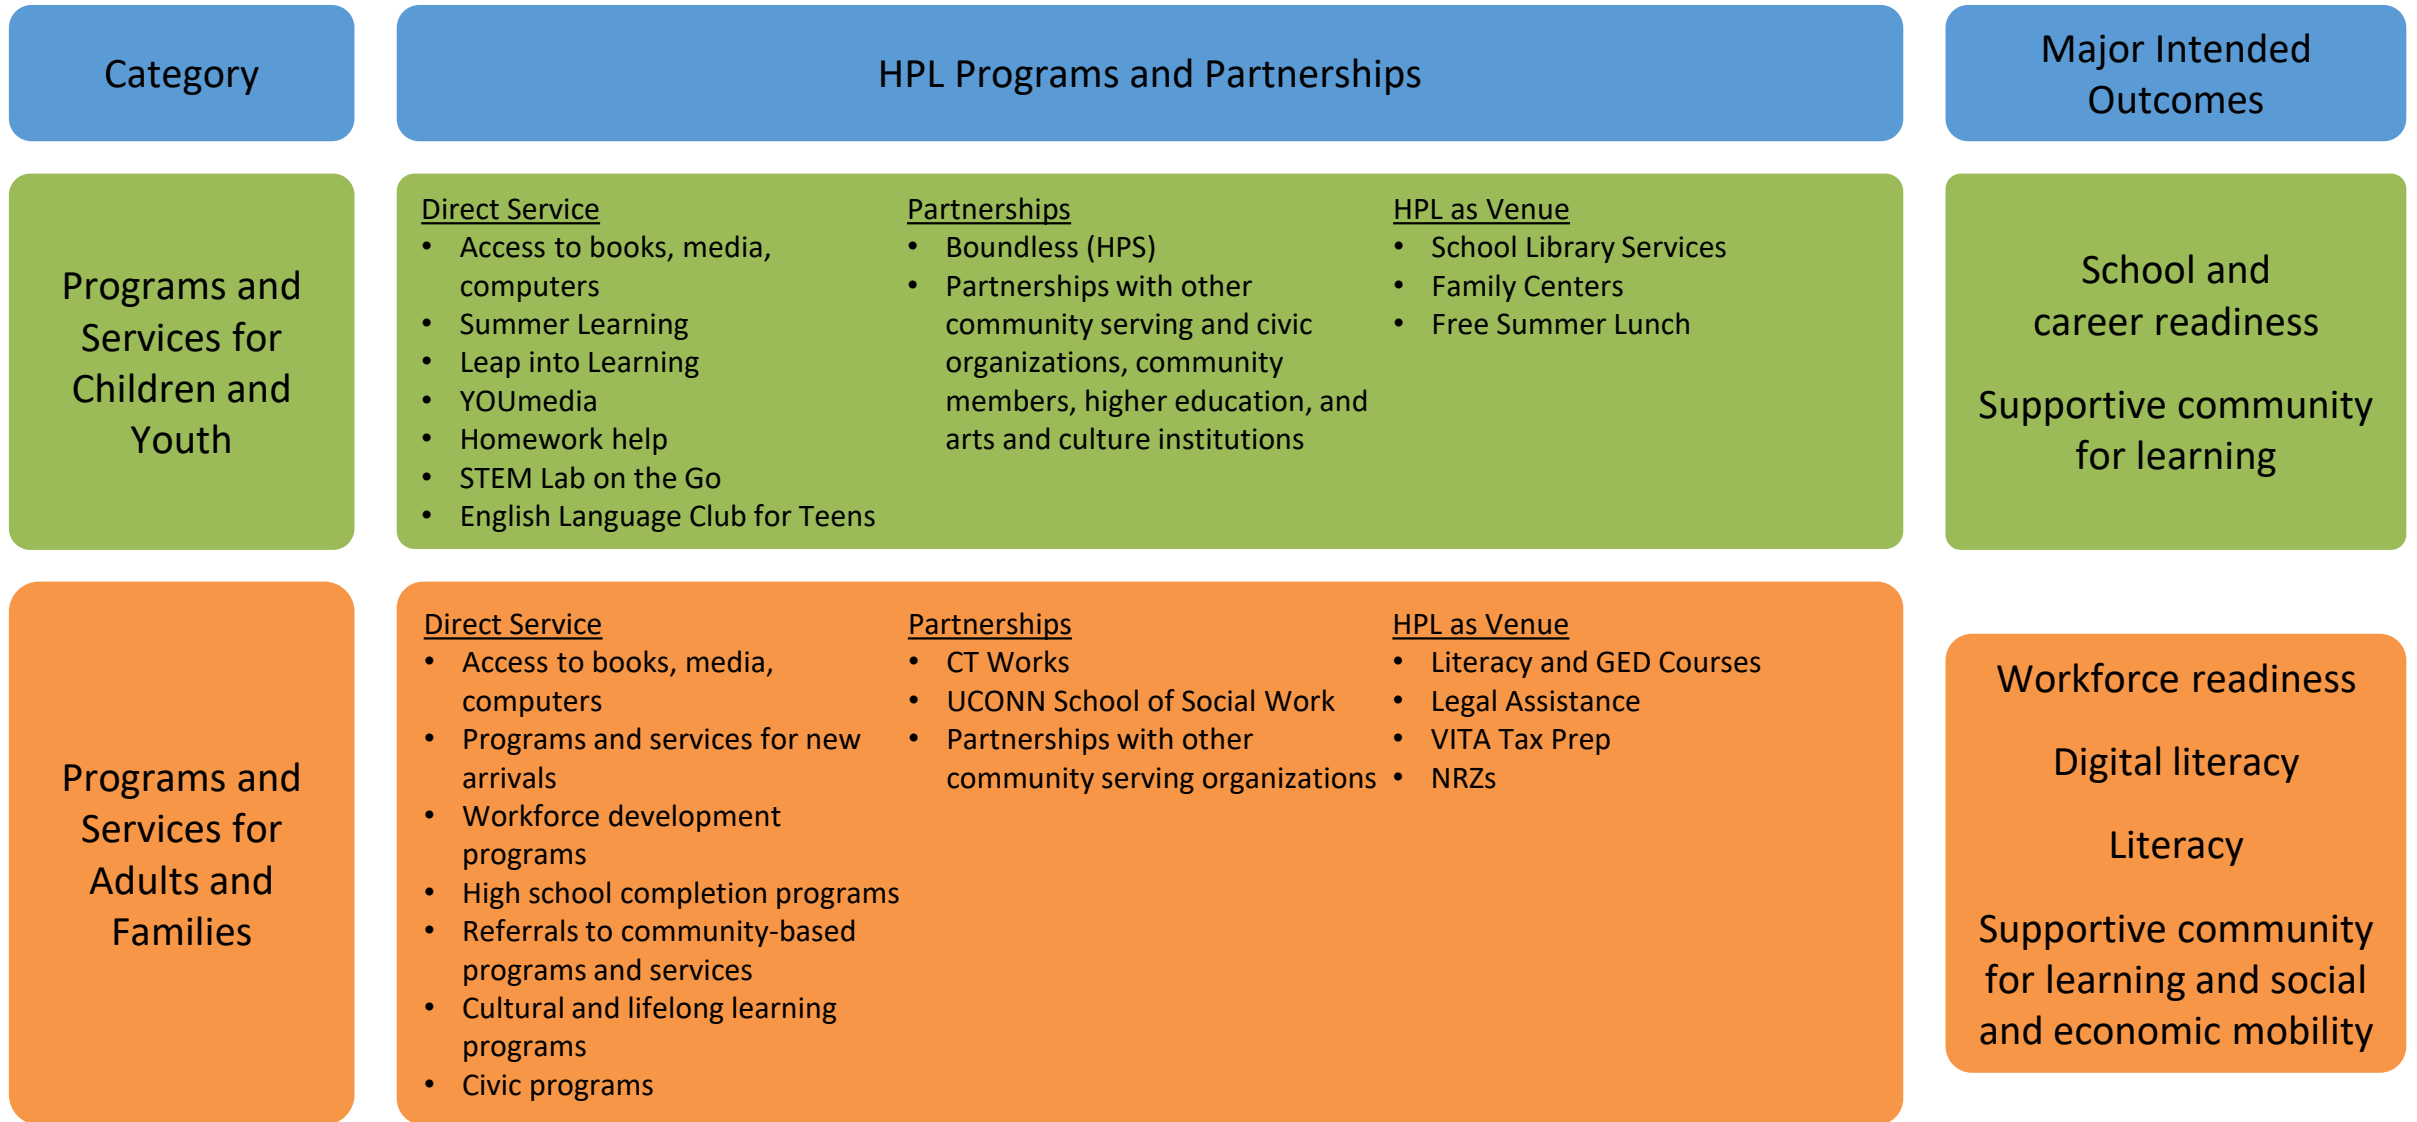 Category
HPL Programs and Partnerships
Major Intended
Outcomes
Programs and
Services for
Children and
Youth
Direct Service
• Access to books, media,
computers
• Summer Learning
• Leap into Learning
• YOUmedia
• Homework help
• STEM Lab on the Go
• English Language Club for Teens
Partnerships
• Boundless (HPS)
• Partnerships with other
community serving and civic
organizations, community
members, higher education, and
arts and culture institutions
HPL as Venue
• School Library Services
• Family Centers
• Free Summer Lunch
School and
career readiness
Supportive community
for learning
Programs and
Services for
Adults and
Families
Direct Service
• Access to books, media,
computers
• Programs and services for new
arrivals
• Workforce development
programs
• High school completion programs
• Referrals to community-based
programs and services
• Cultural and lifelong learning
programs
• Civic programs
Partnerships
• CT Works
• UCONN School of Social Work
• Partnerships with other
community serving organizations
HPL as Venue
• Literacy and GED Courses
• Legal Assistance
• VITA Tax Prep
• NRZs
Workforce readiness
Digital literacy
Literacy
Supportive community
for learning and social
and economic mobility